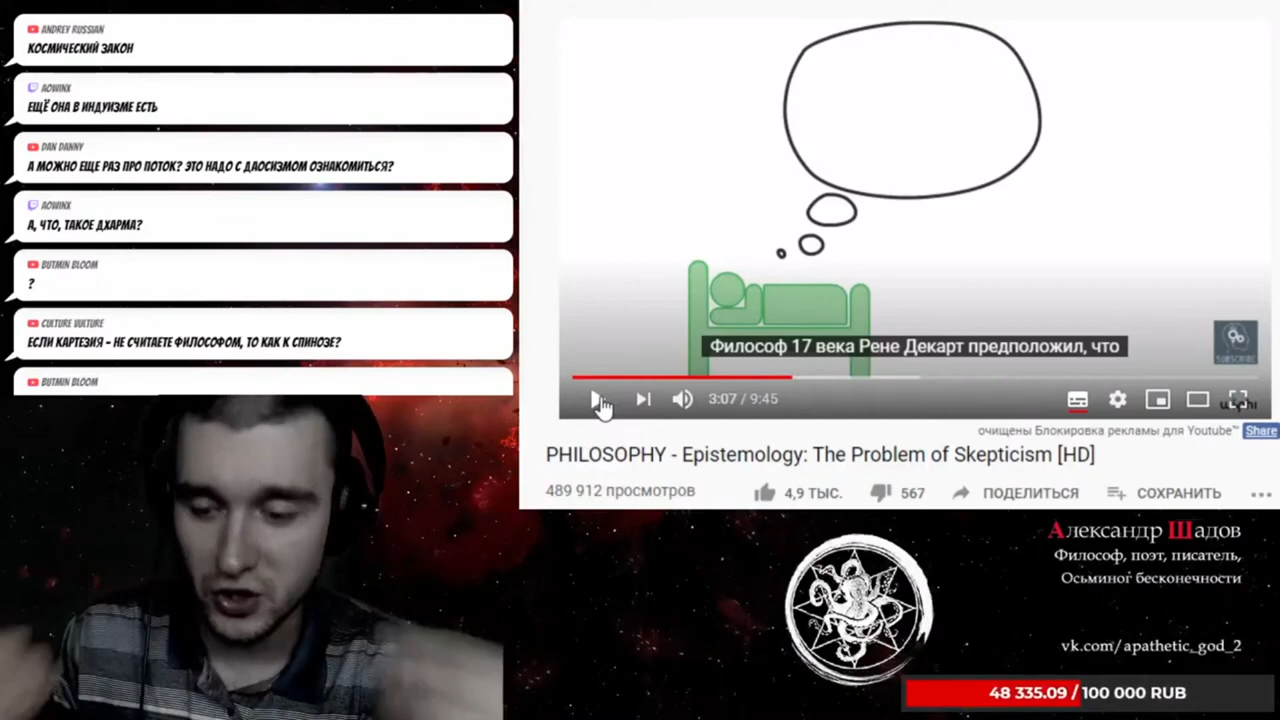 ANDREY RUSSIAN
КОСМИЧЕСКИЙ ЗАКОН
AOWINX
ЕЩЁ ОНА В ИНДУИЗМЕ ЕСТЬ
DAN DANNY
А МОЖНО ЕЩЕ РАЗ ПРО ПОТОК? ЭТО НАДО С ДАОСИЗМОМ ОЗНАКОМИТЬСЯ?
AOWINX
А, ЧТО, ТАКОЕ ДХАРМА?
BUTMIN BLOOM
?
CULTURE VULTURE
ЕСЛИ КАРТЕЗИЯ - НЕ СЧИТАЕТЕ ФИЛОСОФОМ, ТО КАК К СПИНОЗЕ?
BUTMIN BLOOM
Философ 17 века Рене Декарт предположил, что
SUBSCRIBE
3:07 / 9:45
очищены Блокировка рекламы для Youtube™ Share
PHILOSOPHY - Epistemology: The Problem of Skepticism [HD]
489 912 просмотров
4,9 ТЫС. 567 ПОДЕЛИТЬСЯ СОХРАНИТЬ
Александр Шадов
Философ, поэт, писатель,
Осьминог бесконечности
vk.com/apathetic_god_2
48 335.09 / 100 000 RUB